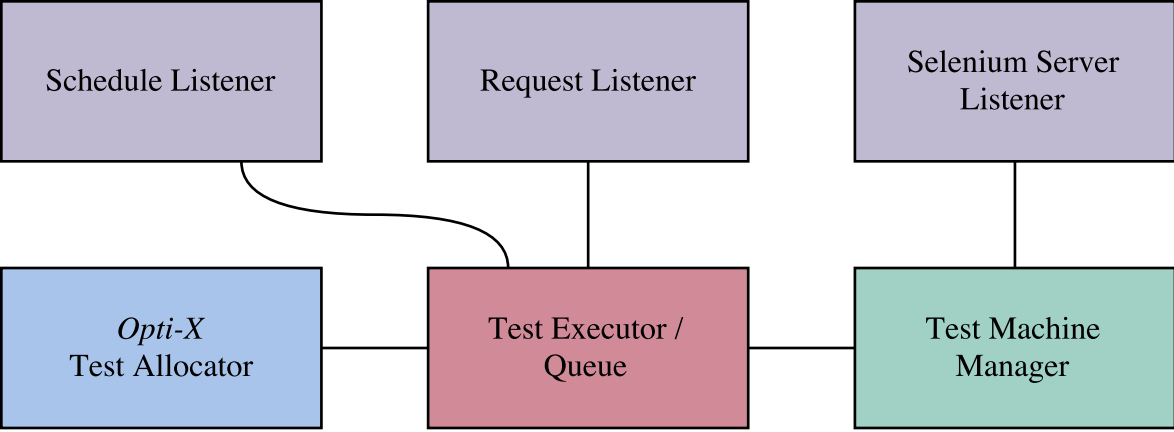 Schedule Listener
Request Listener
Selenium Server
Listener
Opti-X
Test Allocator
Test Executor /
Queue
Test Machine
Manager